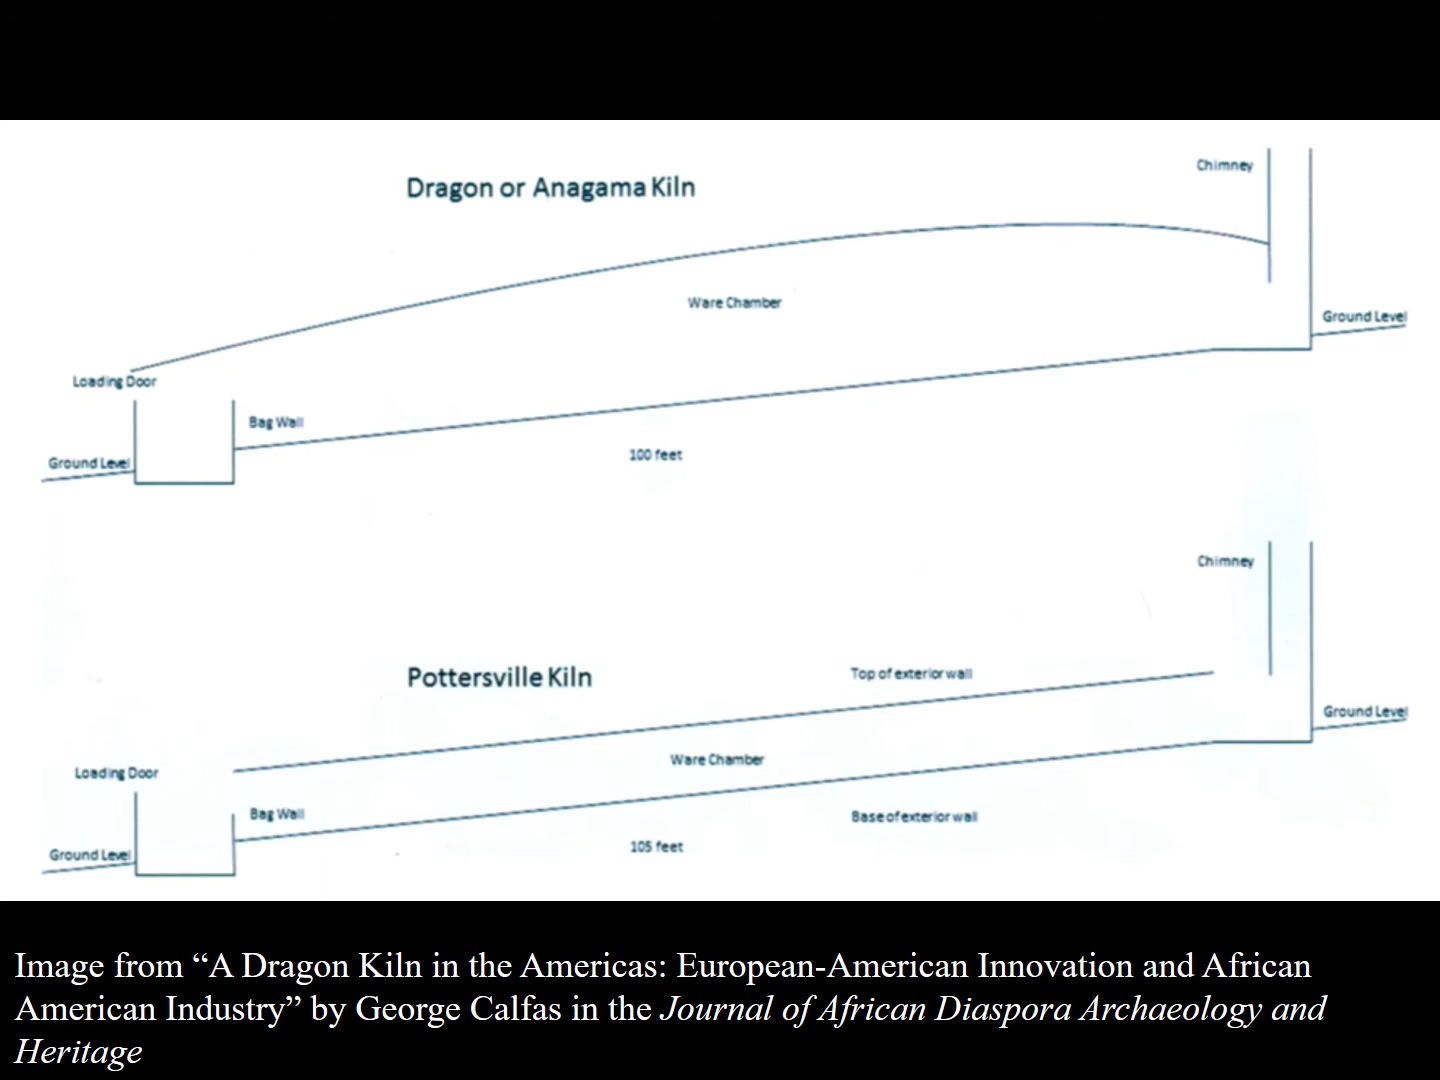 Chimney
Dragon or Anagama Kiln
Ware Chamber
Ground Level
Loading Door
Bag Wall
Ground Level
100 feet
Chimney
Pottersville Kiln
Top of exterior wall
Ground Level
Ware Chamber
Loading Door
Bag Wall
Base of exterior wall
Ground Level
105 feet
Image from “A Dragon Kiln in the Americas: European-American Innovation and African
American Industry” by George Calfas in the Journal of African Diaspora Archaeology and
Heritage